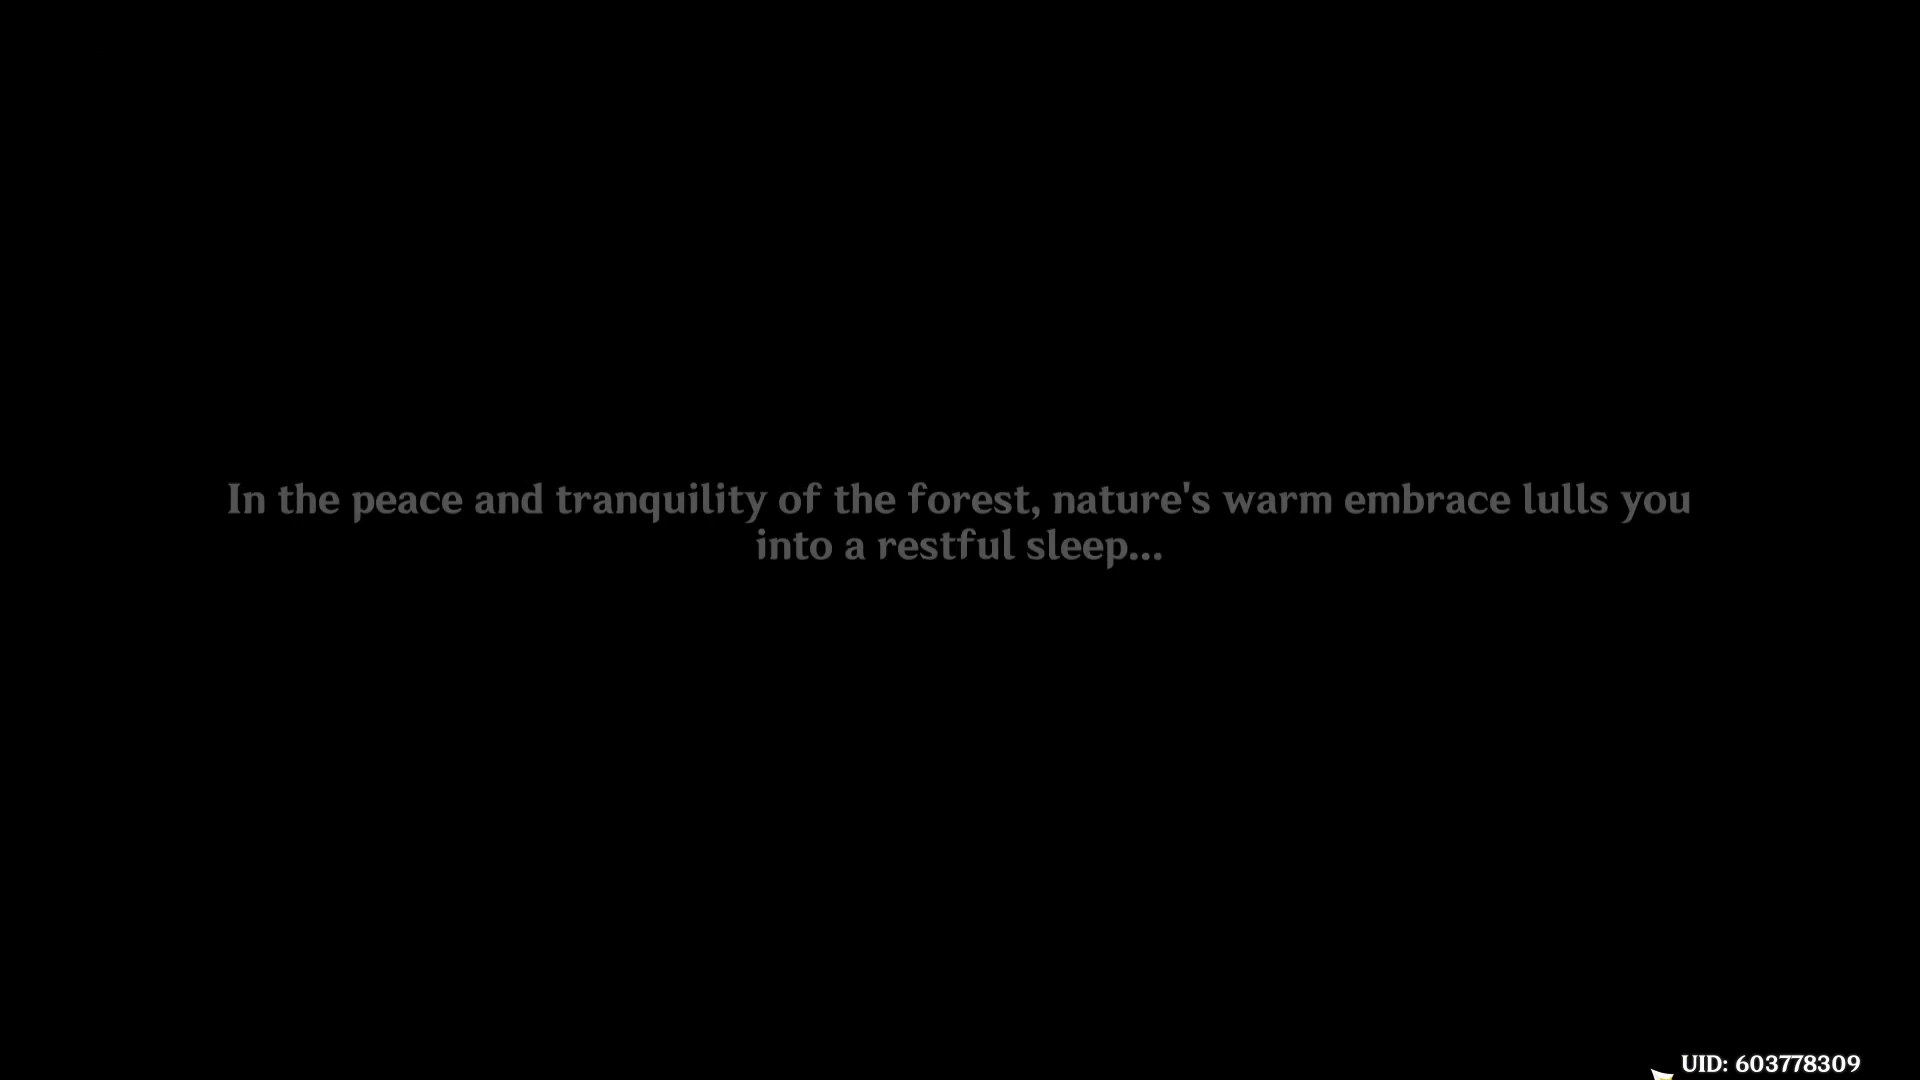 In the peace and tranquility of the forest, nature's warm embrace lulls you
into a restful sleep...
UID: 603778309